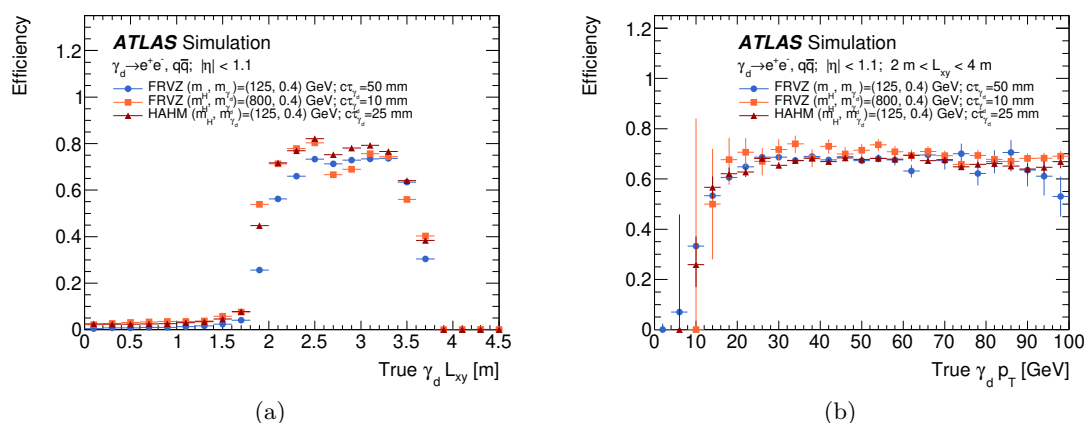 Efficiency
1.2
1
0.8
0.6
0.4
0.2
0
0 0.5 1 1.5 2 2.5 3 3.5 4 4.5
True γd Lxy [m]
ATLAS Simulation
γd→e+e-, qq̄, |η| < 1.1
FRVZ (mH, mγd)=(125, 0.4) GeV; cτγd=50 mm
FRVZ (mH, mγd)=(800, 0.4) GeV; cτγd=10 mm
HAHM (mH, mγd)=(125, 0.4) GeV; cτγd=25 mm
(a)
Efficiency
1.2
1
0.8
0.6
0.4
0.2
0
0 10 20 30 40 50 60 70 80 90 100
True γd pT [GeV]
ATLAS Simulation
γd→e+e-, qq̄; |η| < 1.1; 2 m < Lxy < 4 m
FRVZ (mH, mγd)=(125, 0.4) GeV; cτγd=50 mm
FRVZ (mH, mγd)=(800, 0.4) GeV; cτγd=10 mm
HAHM (mH, mγd)=(125, 0.4) GeV; cτγd=25 mm
(b)